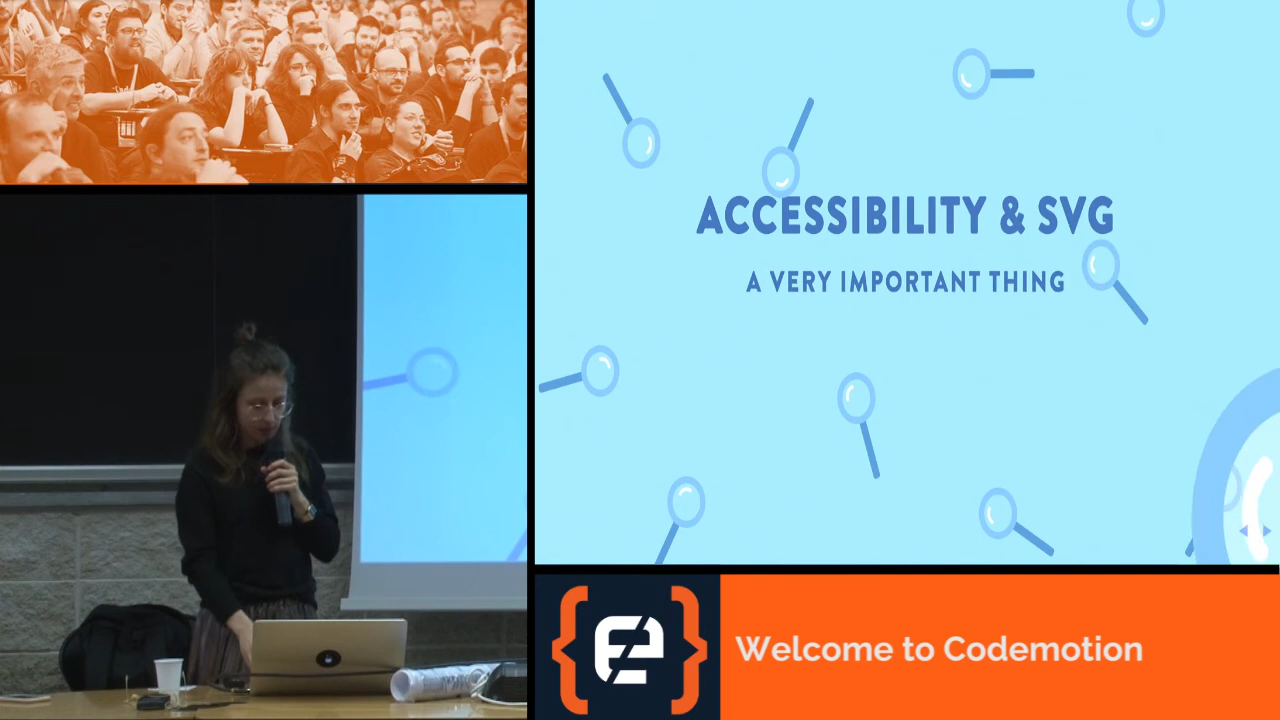 ACCESSIBILITY & SVG
A VERY IMPORTANT THING
Welcome to Codemotion